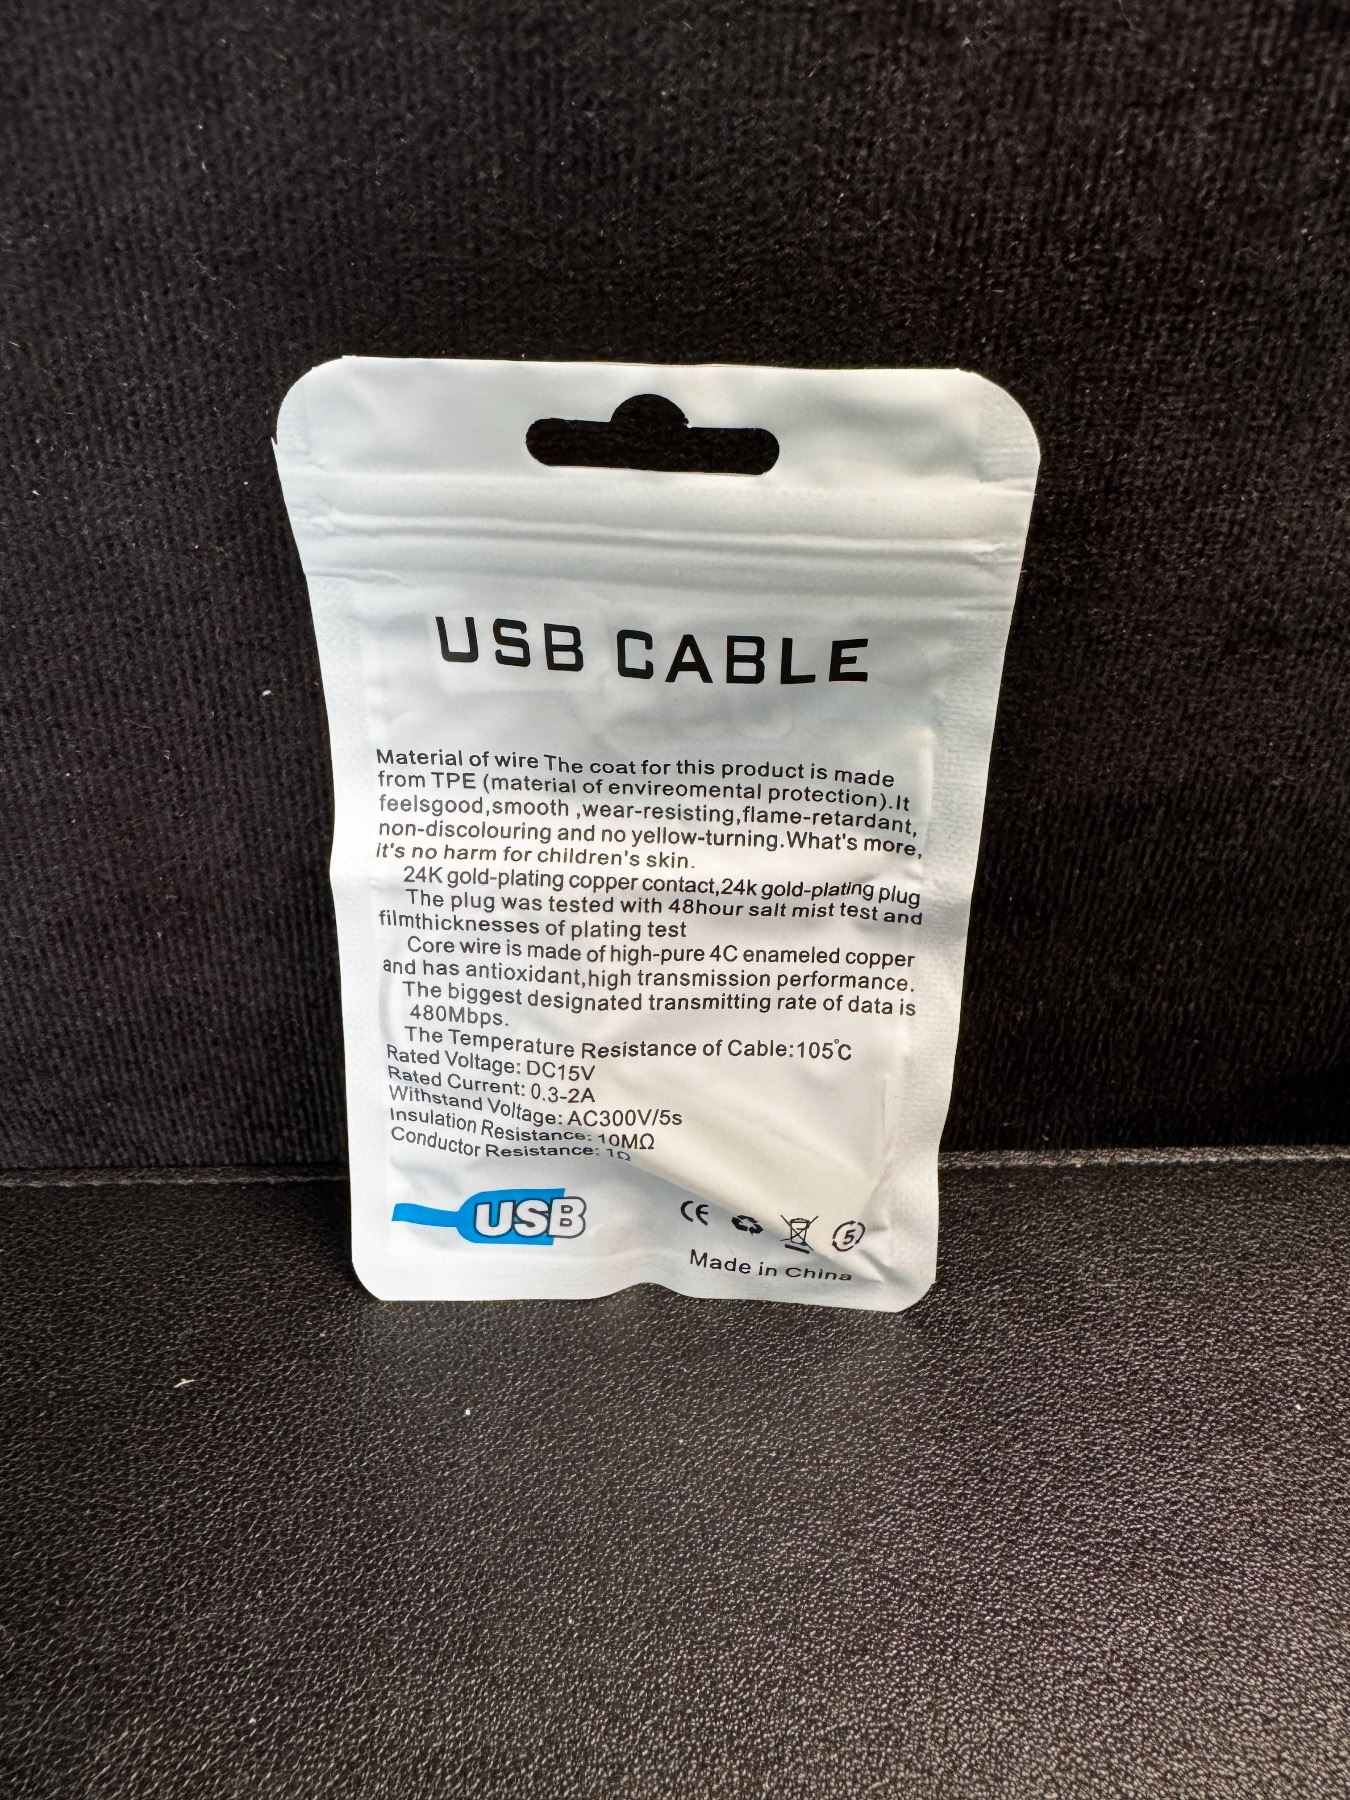 USB CABLE
Material of wire The coat for this product is made
from TPE (material of envireomental protection).It
feelsgood,smooth ,wear-resisting,flame-retardant,
non-discolouring and no yellow-turning.What's more,
it's no harm for children's skin.
24K gold-plating copper contact,24k gold-plating plug
The plug was tested with 48hour salt mist test and
filmthicknesses of plating test
Core wire is made of high-pure 4C enameled copper
and has antioxidant,high transmission performance.
The biggest designated transmitting rate of data is
480Mbps.
The Temperature Resistance of Cable:105℃
Rated Voltage: DC15V
Rated Current: 0.3-2A
Withstand Voltage: AC300V/5s
Insulation Resistance: 10MΩ
Conductor Resistance: 1Ω
USB
CE
5
Made in China